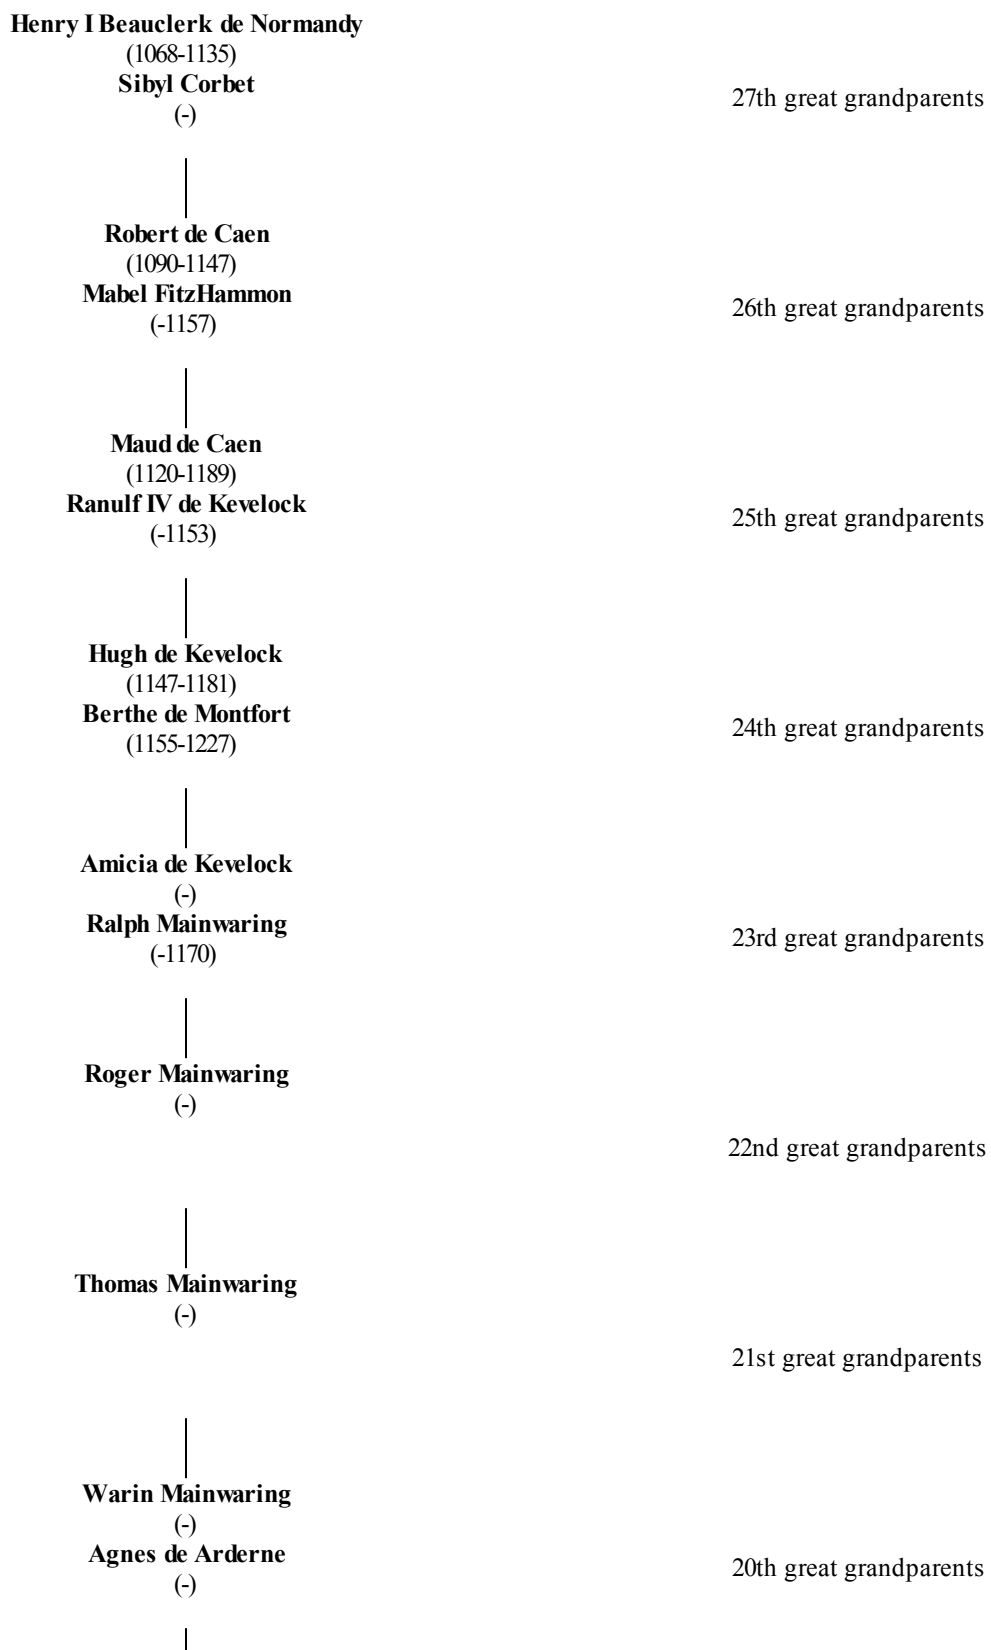 Henry I Beauclerk de Normandy
(1068-1135)
Sibyl Corbet
(-)
27th great grandparents
Robert de Caen
(1090-1147)
Mabel FitzHammon
(-1157)
26th great grandparents
Maud de Caen
(1120-1189)
Ranulf IV de Kevelock
(-1153)
25th great grandparents
Hugh de Kevelock
(1147-1181)
Berthe de Montfort
(1155-1227)
24th great grandparents
Amicia de Kevelock
(-)
Ralph Mainwaring
(-1170)
23rd great grandparents
Roger Mainwaring
(-)
22nd great grandparents
Thomas Mainwaring
(-)
21st great grandparents
Warin Mainwaring
(-)
Agnes de Arderne
(-)
20th great grandparents